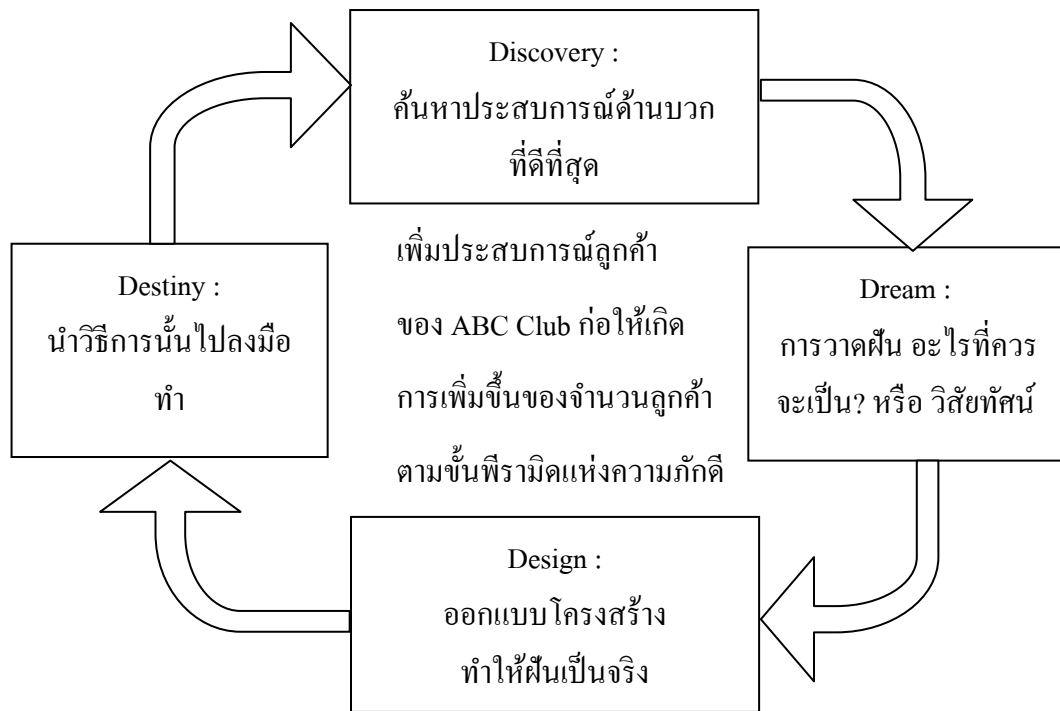 Discovery :
ค้นหาประสบการณ์ด้านบวก
ที่ดีที่สุด
เพิ่มประสบการณ์ลูกค้า
ของ ABC Club ก่อให้เกิด
การเพิ่มขึ้นของจำนวนลูกค้า
ตามขั้นพีรามิดแห่งความภักดี
Dream :
การวาดฝัน อะไรที่ควร
จะเป็น? หรือ วิสัยทัศน์
Design :
ออกแบบโครงสร้าง
ทำให้ฝันเป็นจริง
Destiny :
นำวิธีการนั้นไปลงมือ
ทำ